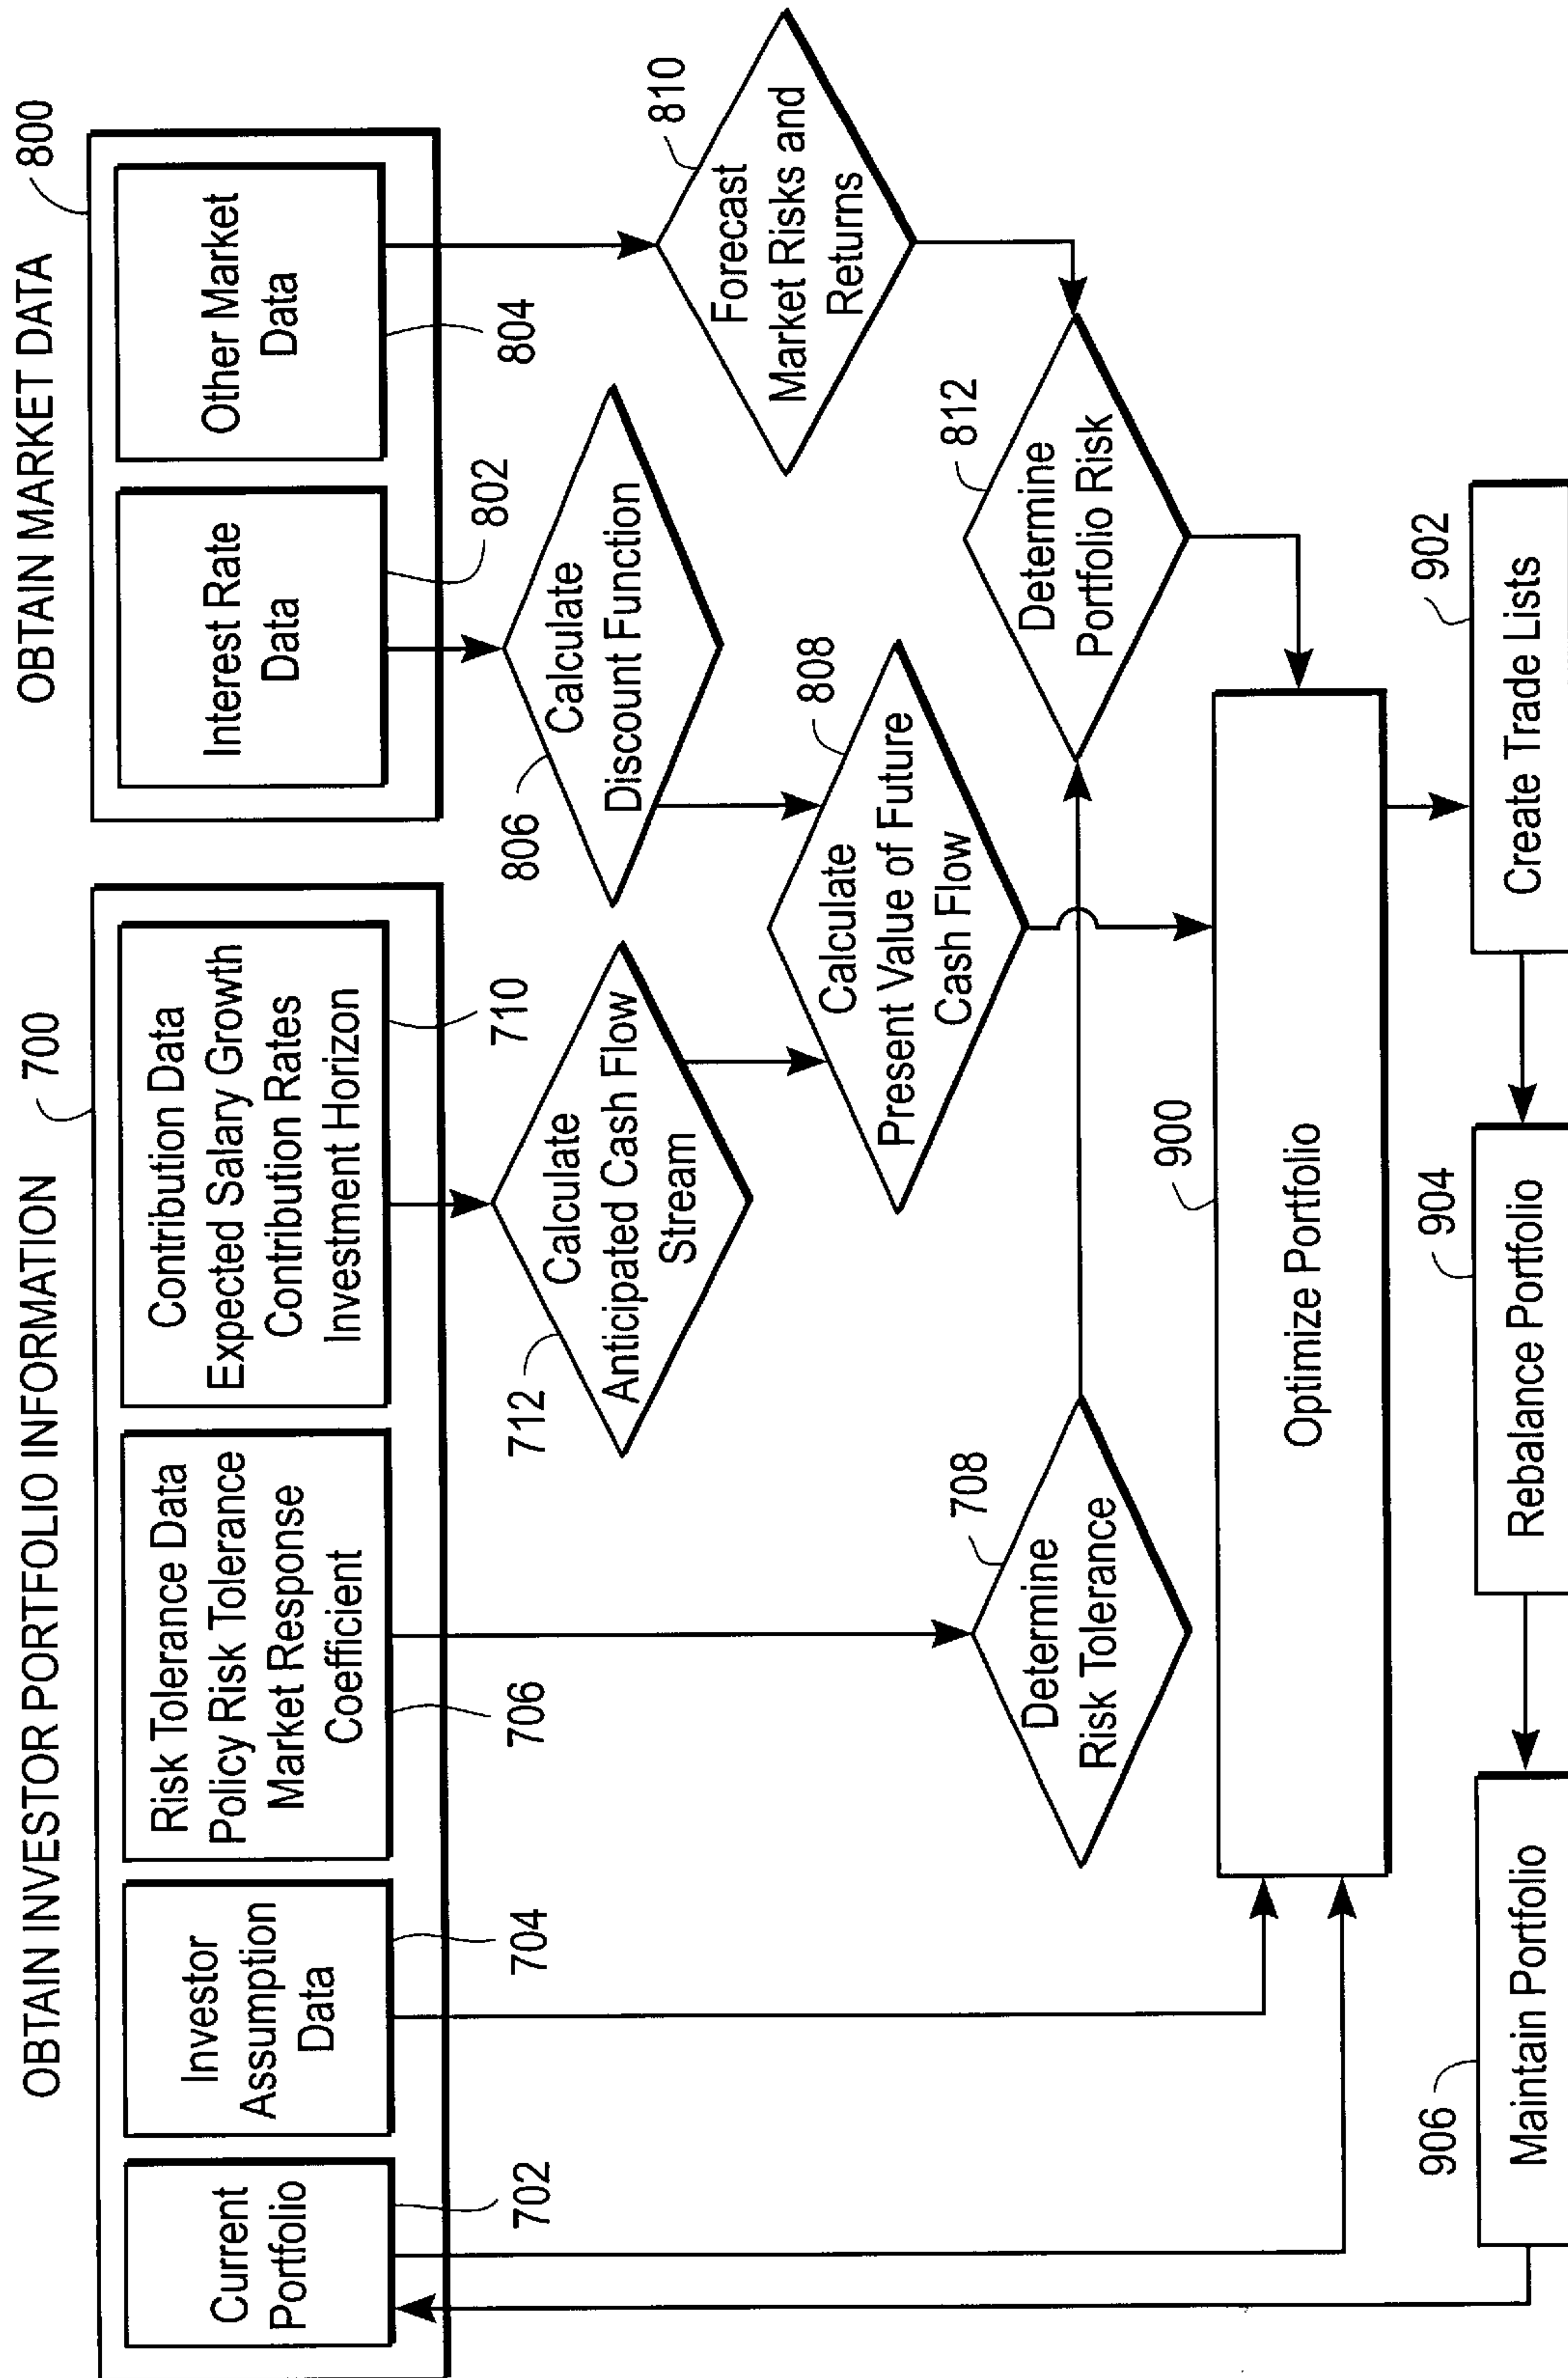 OBTAIN INVESTOR PORTFOLIO INFORMATION
700
OBTAIN MARKET DATA
800
Current
Portfolio
702
Investor
Assumption
Data
704
Risk Tolerance Data
Policy Risk Tolerance
Market Response
Coefficient
706
Contribution Data
Expected Salary Growth
Contribution Rates
Investment Horizon
710
Interest Rate
Data
802
Other Market
Data
804
712
Calculate
Anticipated Cash Flow
Stream
806
Calculate
Discount Function
810
Forecast
Market Risks and
Returns
808
Calculate
Present Value of Future
Cash Flow
708
Determine
Risk Tolerance
812
Determine
Portfolio Risk
900
Optimize Portfolio
906
Maintain Portfolio
904
Rebalance Portfolio
902
Create Trade Lists